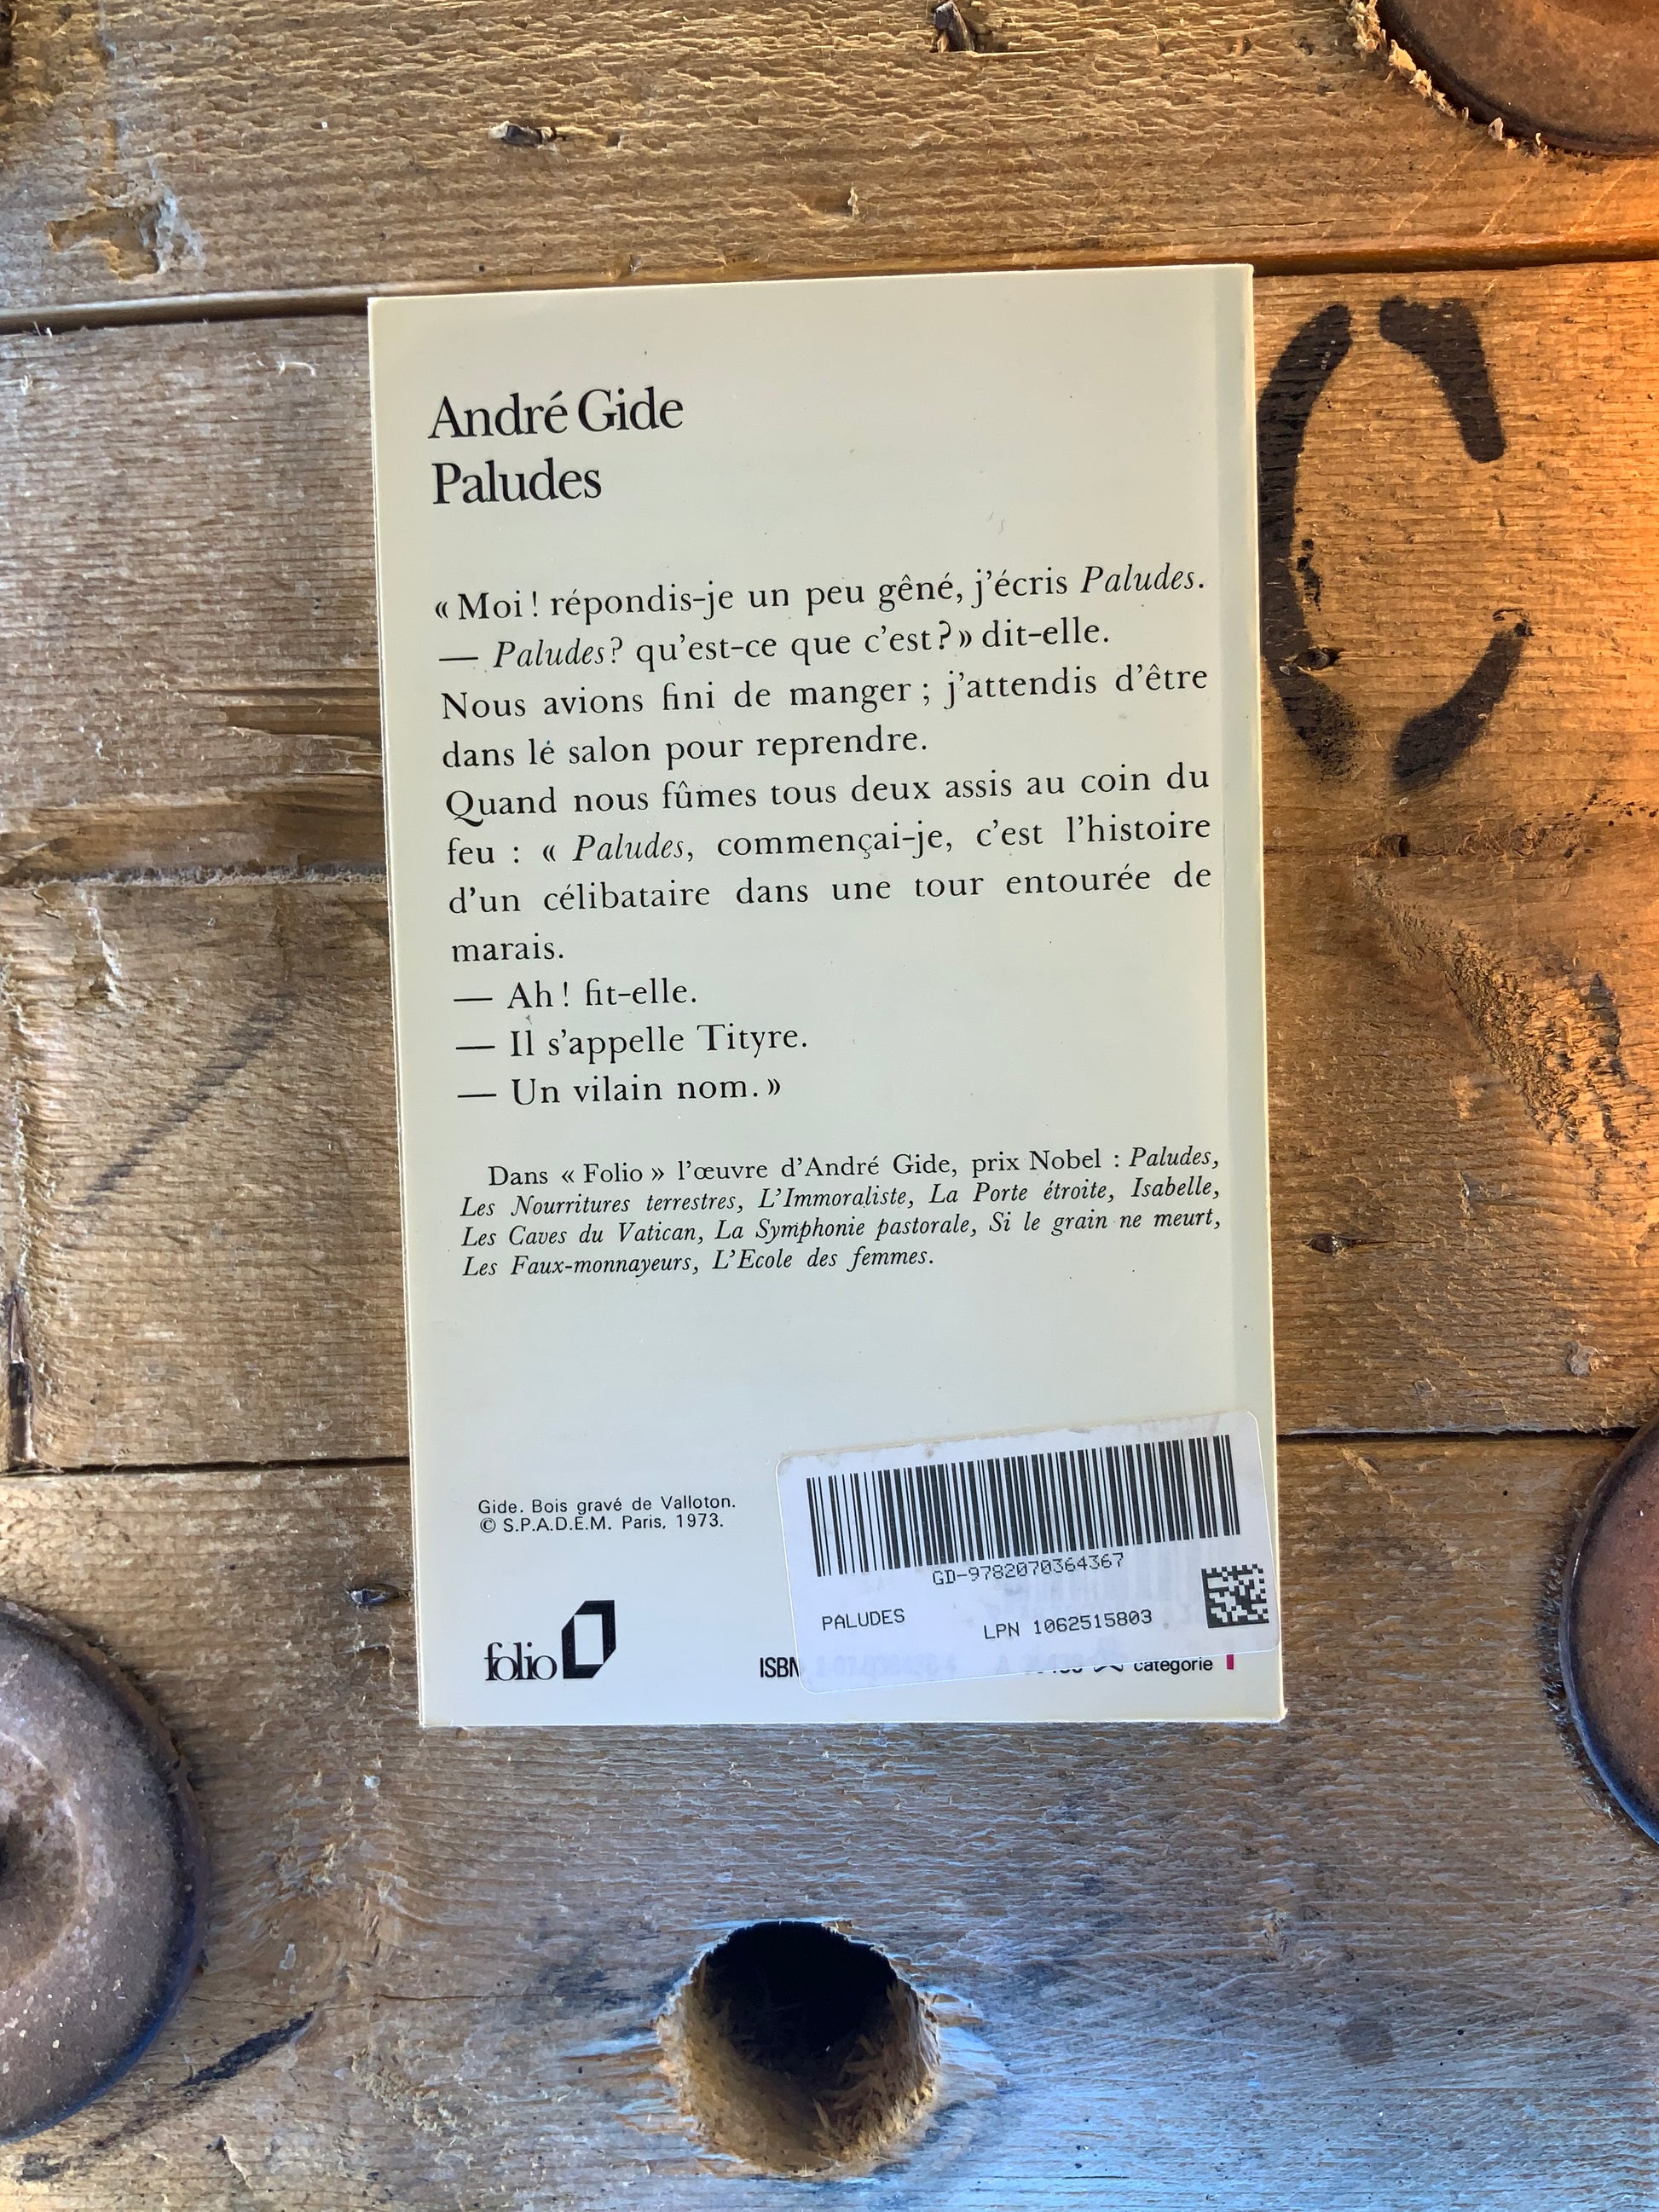 André Gide
Paludes
« Moi ! répondis-je un peu gêné, j'écris Paludes.
— Paludes ? qu'est-ce que c'est ? » dit-elle.
Nous avions fini de manger ; j'attendis d'être
dans le salon pour reprendre.
Quand nous fûmes tous deux assis au coin du
feu : « Paludes, commençai-je, c'est l'histoire
d'un célibataire dans une tour entourée de
marais.
— Ah ! fit-elle.
— Il s'appelle Tityre.
— Un vilain nom. »
Dans « Folio » l'œuvre d'André Gide, prix Nobel : Paludes,
Les Nourritures terrestres, L'Immoraliste, La Porte étroite, Isabelle,
Les Caves du Vatican, La Symphonie pastorale, Si le grain ne meurt,
Les Faux-monnayeurs, L'Ecole des femmes.
Gide. Bois gravé de Valloton.
© S.P.A.D.E.M. Paris, 1973.
GD-9782070364367
PALUDES
LPN 1062515803
folio
ISBN
catégorie
C